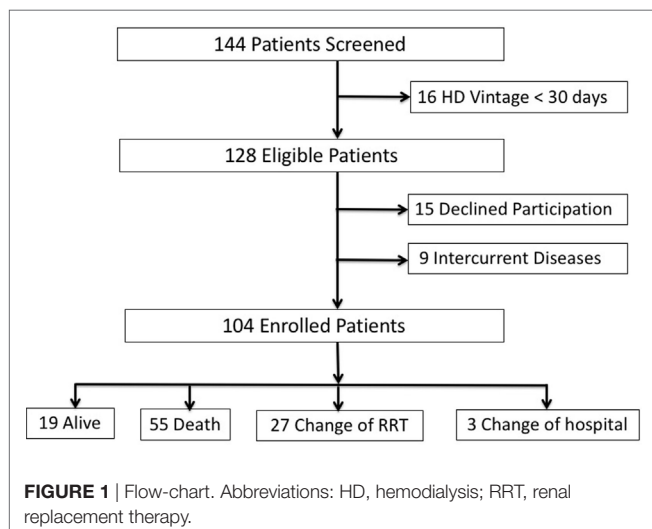 144 Patients Screened
16 HD Vintage < 30 days
128 Eligible Patients
15 Declined Participation
9 Intercurrent Diseases
104 Enrolled Patients
19 Alive
55 Death
27 Change of RRT
3 Change of hospital
FIGURE 1 | Flow-chart. Abbreviations: HD, hemodialysis; RRT, renal
replacement therapy.